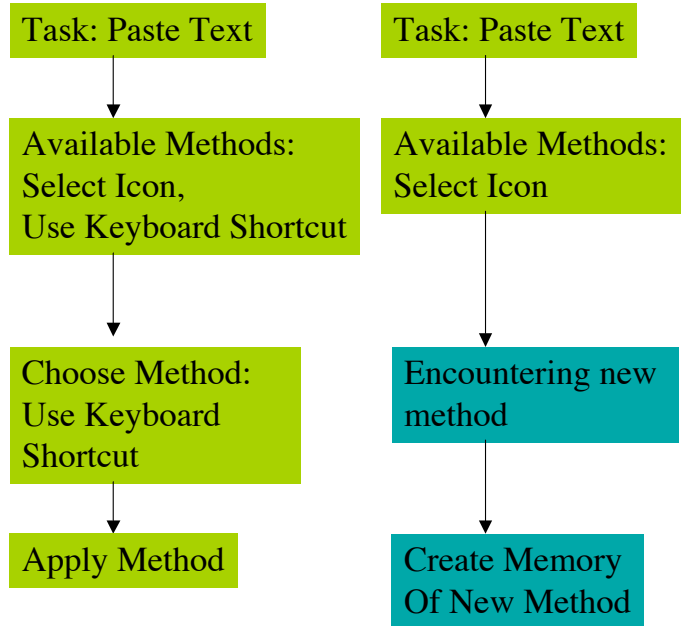 Task: Paste Text
Available Methods:
Select Icon,
Use Keyboard Shortcut
Choose Method:
Use Keyboard
Shortcut
Apply Method
Task: Paste Text
Available Methods:
Select Icon
Encountering new
method
Create Memory
Of New Method